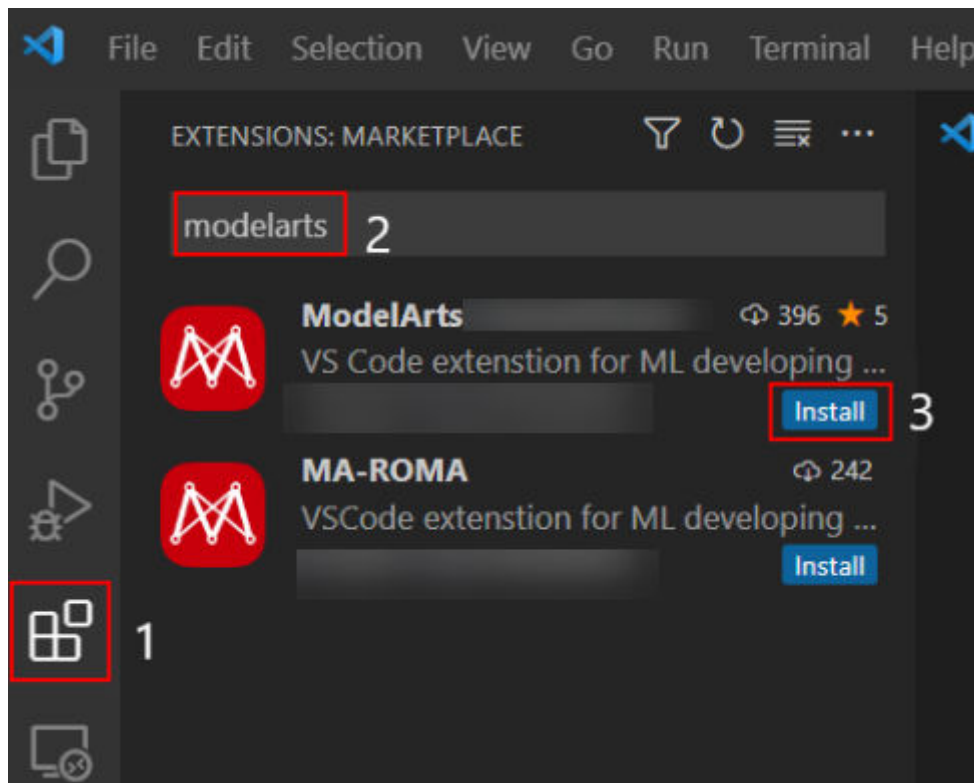 File Edit Selection View Go Run Terminal Help
EXTENSIONS: MARKETPLACE
modelarts 2
ModelArts 396 5
VS Code extenstion for ML developing ...
Install 3
MA-ROMA 242
VSCode extenstion for ML developing ...
Install
1